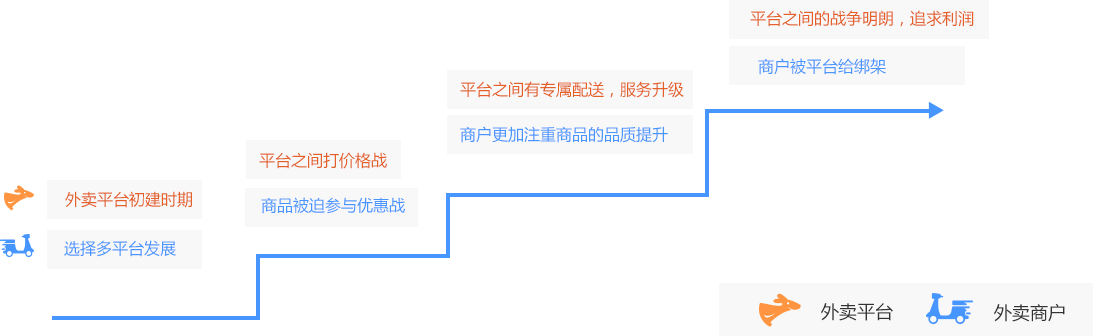 平台之间的战争明朗，追求利润
商户被平台给绑架
平台之间有专属配送，服务升级
商户更加注重商品的品质提升
平台之间打价格战
商品被迫参与优惠战
外卖平台初建时期
选择多平台发展
外卖平台
外卖商户